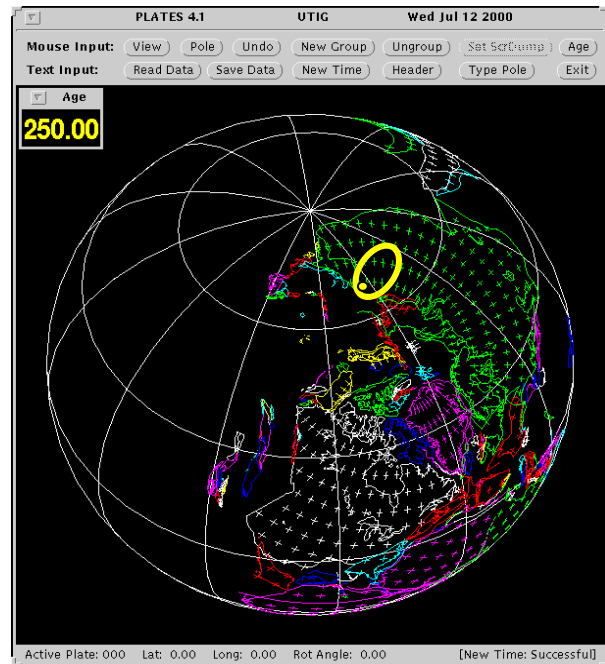 PLATES 4.1 UTIG Wed Jul 12 2000
Mouse Input: View Pole Undo New Group Ungroup Set ScrDump Age
Text Input: Read Data Save Data New Time Header Type Pole Exit
Age
250.00
Active Plate: 000 Lat: 0.00 Long: 0.00 Rot Angle: 0.00 [New Time: Successful]